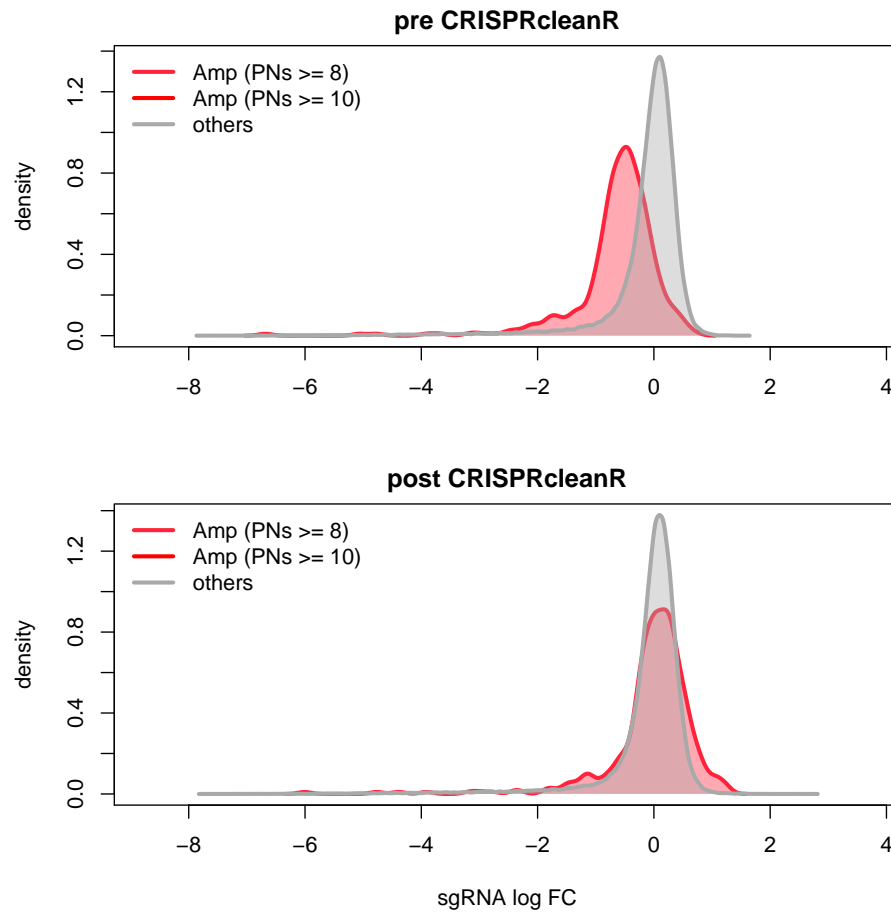 pre CRISPRcleanR
Amp (PNs >= 8)
Amp (PNs >= 10)
others
density
0.0 0.4 0.8 1.2
−8 −6 −4 −2 0 2 4
post CRISPRcleanR
Amp (PNs >= 8)
Amp (PNs >= 10)
others
density
0.0 0.4 0.8 1.2
−8 −6 −4 −2 0 2 4
sgRNA log FC